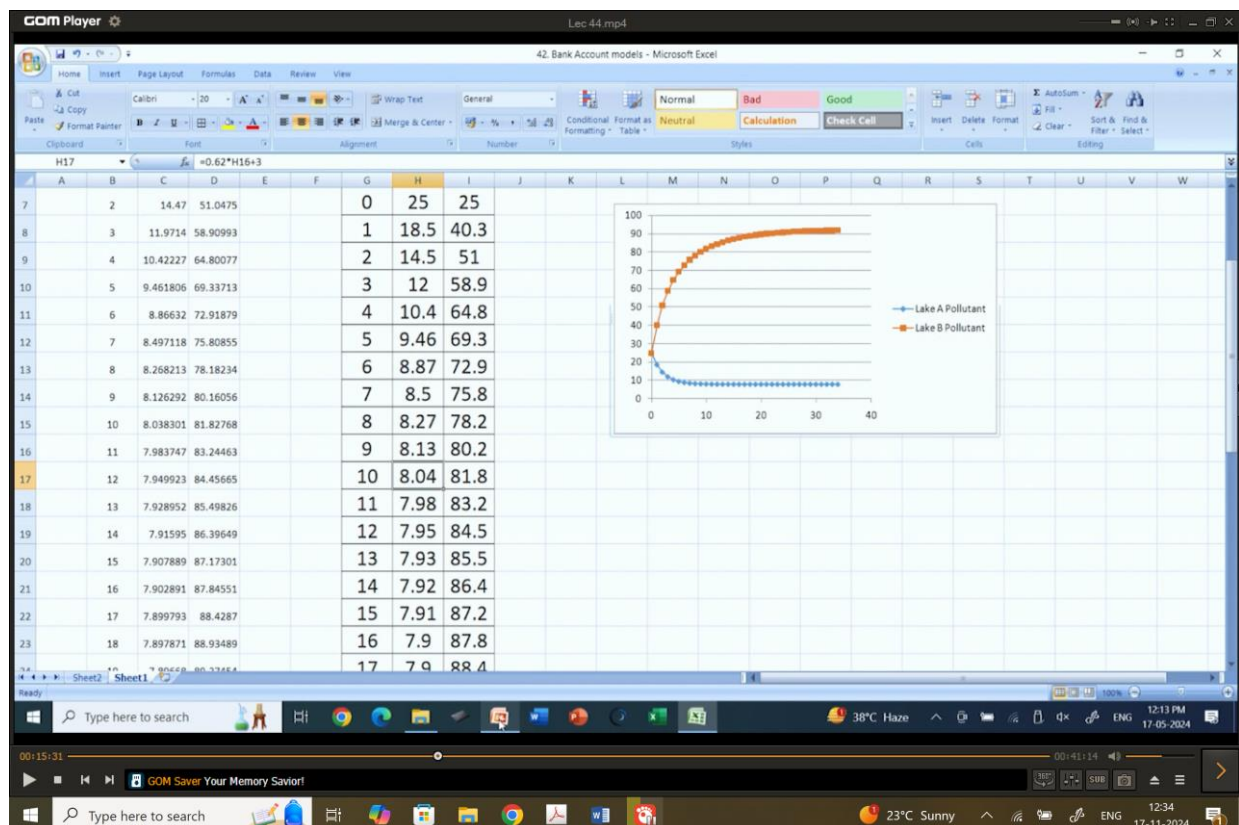 GOM Player
Lec 44.mp4
42. Bank Account models - Microsoft Excel
Home Insert Page Layout Formulas Data Review View
Cut
Copy
Format Painter
Paste
Clipboard
Calibri 20
B I U
Font
Wrap Text
Merge & Center
Alignment
General
Number
Conditional Formatting
Format as Table
Normal Bad Good
Neutral Calculation Check Cell
Styles
Insert Delete Format
Cells
Σ AutoSum
Fill
Clear
Sort & Filter
Find & Select
Editing
H17 fx =0.62*H16+3
A B C D E F G H I J K L M N O P Q R S T U V W
7 2 14.47 51.0475 0 25 25
8 3 11.9714 58.90993 1 18.5 40.3
9 4 10.42227 64.80077 2 14.5 51
10 5 9.461806 69.33713 3 12 58.9
11 6 8.86632 72.91879 4 10.4 64.8
12 7 8.497118 75.80855 5 9.46 69.3
13 8 8.268213 78.18234 6 8.87 72.9
14 9 8.126292 80.16056 7 8.5 75.8
15 10 8.038301 81.82768 8 8.27 78.2
16 11 7.983747 83.24463 9 8.13 80.2
17 12 7.949923 84.45665 10 8.04 81.8
18 13 7.928952 85.49826 11 7.98 83.2
19 14 7.91595 86.39649 12 7.95 84.5
20 15 7.907889 87.17301 13 7.93 85.5
21 16 7.902891 87.84551 14 7.92 86.4
22 17 7.899793 88.4287 15 7.91 87.2
23 18 7.897871 88.93489 16 7.9 87.8
17 7.9 88.4
100
90
80
70
60
50
40
30
20
10
0
0 10 20 30 40
Lake A Pollutant
Lake B Pollutant
Sheet2 Sheet1
Ready
100%
Type here to search
38°C Haze
ENG
12:13 PM
17-05-2024
00:15:31
00:41:14
GOM Saver Your Memory Savior!
360°
SUB
Type here to search
23°C Sunny
ENG
12:34
17-11-2024